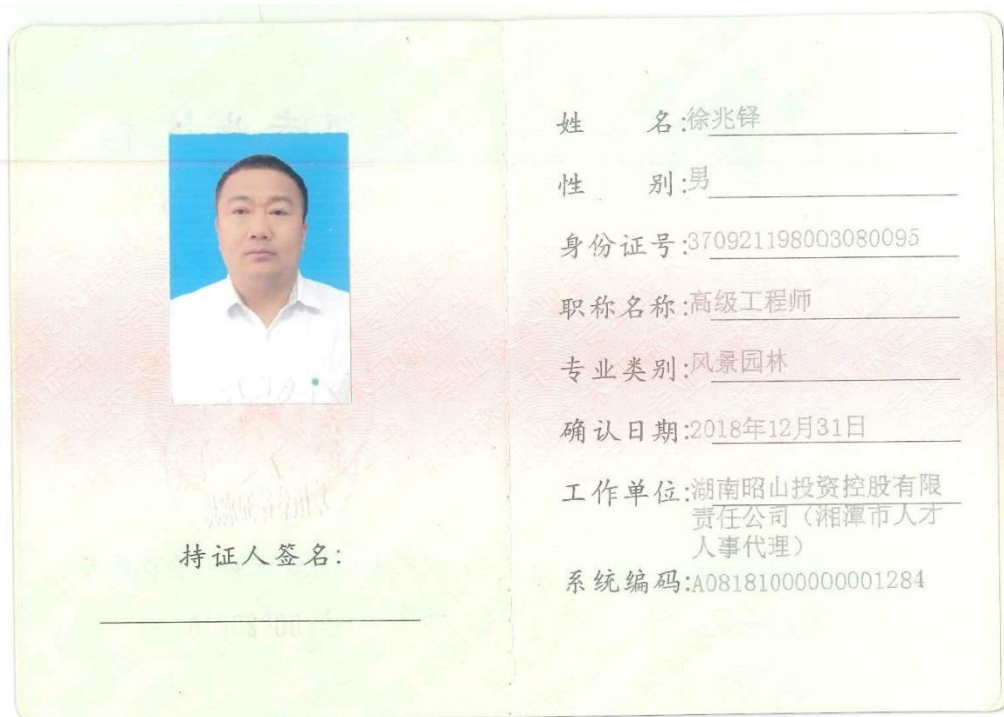 姓名:徐兆铎
性别:男
身份证号:370921198003080095
职称名称:高级工程师
专业类别:风景园林
确认日期:2018年12月31日
工作单位:湖南昭山投资控股有限
责任公司（湘潭市人才
人事代理）
系统编码:A08181000000001284
持证人签名: